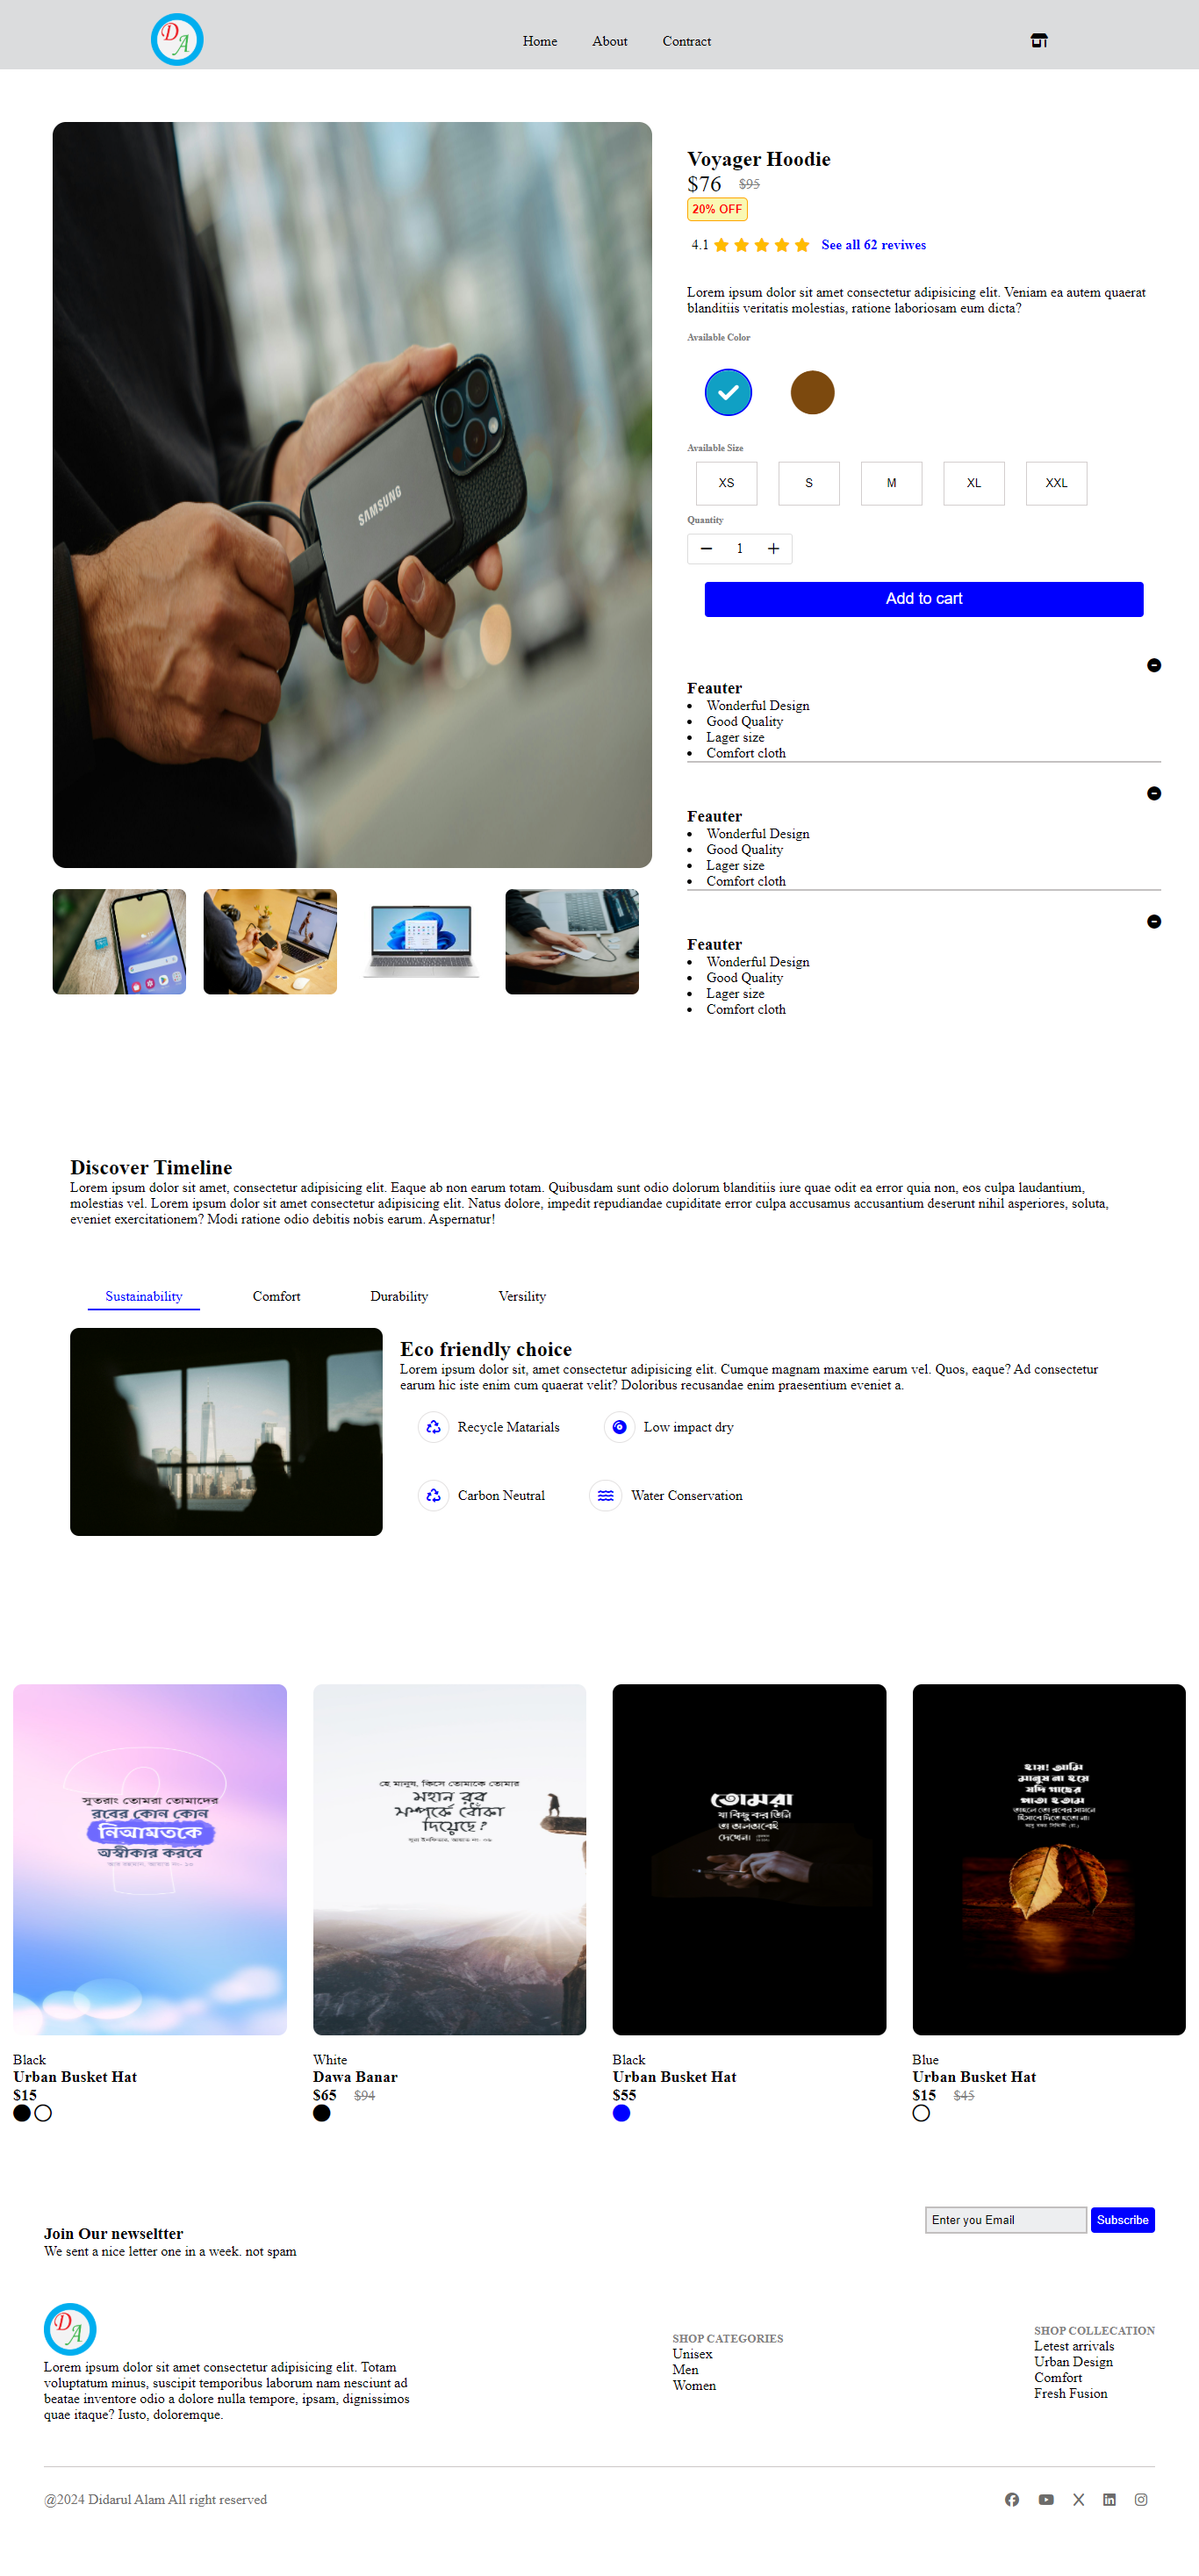 D
A
Home
About
Contract
SAMSUNG
Voyager Hoodie
$76 $95
20% OFF
4.1 See all 62 reviwes
Lorem ipsum dolor sit amet consectetur adipisicing elit. Veniam ea autem quaerat
blanditiis veritatis molestias, ratione laboriosam eum dicta?
Available Color
Available Size
XS S M XL XXL
Quantity
1
Add to cart
Feauter
Wonderful Design
Good Quality
Lager size
Comfort cloth
Feauter
Wonderful Design
Good Quality
Lager size
Comfort cloth
Feauter
Wonderful Design
Good Quality
Lager size
Comfort cloth
Discover Timeline
Lorem ipsum dolor sit amet, consectetur adipisicing elit. Eaque ab non earum totam. Quibusdam sunt odio dolorum blanditiis iure quae odit ea error quia non, eos culpa laudantium,
molestias vel. Lorem ipsum dolor sit amet consectetur adipisicing elit. Natus dolore, impedit repudiandae cupiditate error culpa accusamus accusantium deserunt nihil asperiores, soluta,
eveniet exercitationem? Modi ratione odio debitis nobis earum. Aspernatur!
Sustainability Comfort Durability Versility
Eco friendly choice
Lorem ipsum dolor sit, amet consectetur adipisicing elit. Cumque magnam maxime earum vel. Quos, eaque? Ad consectetur
earum hic iste enim cum quaerat velit? Doloribus recusandae enim praesentium eveniet a.
Recycle Matarials Low impact dry
Carbon Neutral Water Conservation
সুতরাং তোমরা তোমাদের
রবের কোন কোন
নিআমতকে
অস্বীকার করবে
হে মানুষ, কিসে তোমাকে তোমার
মহান রব
সম্পর্কে ধোঁকা
দিয়েছে?
তোমরা
যা কিছু কর তিনি
তা ভালভাবেই
দেখেন।
হায়! আমি
মানুষ না হয়ে
যদি গাছের
পাতা হতাম
Black
Urban Busket Hat
$15
White
Dawa Banar
$65 $94
Black
Urban Busket Hat
$55
Blue
Urban Busket Hat
$15 $45
Join Our newseltter
We sent a nice letter one in a week. not spam
Enter you Email Subscribe
D
A
Lorem ipsum dolor sit amet consectetur adipisicing elit. Totam
voluptatum minus, suscipit temporibus laborum nam nesciunt ad
beatae inventore odio a dolore nulla tempore, ipsam, dignissimos
quae itaque? Iusto, doloremque.
SHOP CATEGORIES
Unisex
Men
Women
SHOP COLLECATION
Letest arrivals
Urban Design
Comfort
Fresh Fusion
@2024 Didarul Alam All right reserved